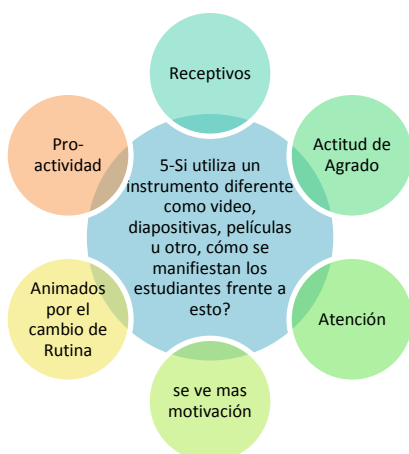 Receptivos
Pro-
actividad
5-Si utiliza un
instrumento diferente
como video,
diapositivas, películas
u otro, cómo se
manifiestan los
estudiantes frente a
esto?
Actitud de
Agrado
Animados
por el
cambio de
Rutina
Atención
se ve mas
motivación